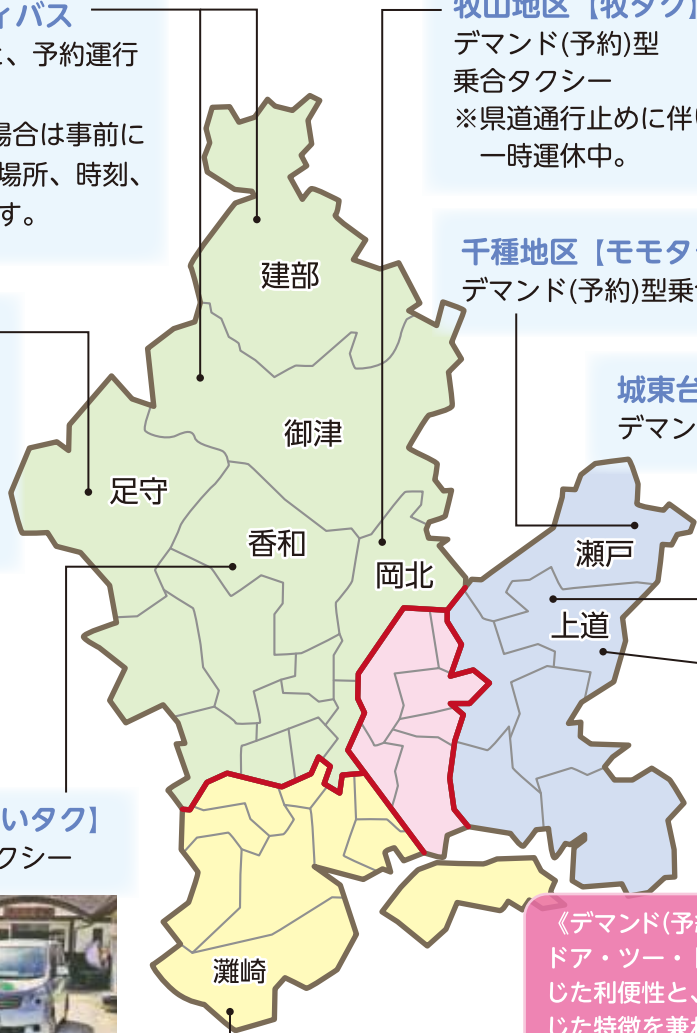 ィバス
、予約運行
場合は事前に
場所、時刻、
す。
牧山地区【牧タク】
デマンド(予約)型
乗合タクシー
※県道通行止めに伴い
一時運休中。
千種地区【モモタ
デマンド(予約)型乗合
城東台
デマン
建部
御津
足守
香和
岡北
瀬戸
上道
灘崎
いタク】
クシー
《デマンド(予約
ドア・ツー・ド
じた利便性と、
じた特徴を兼